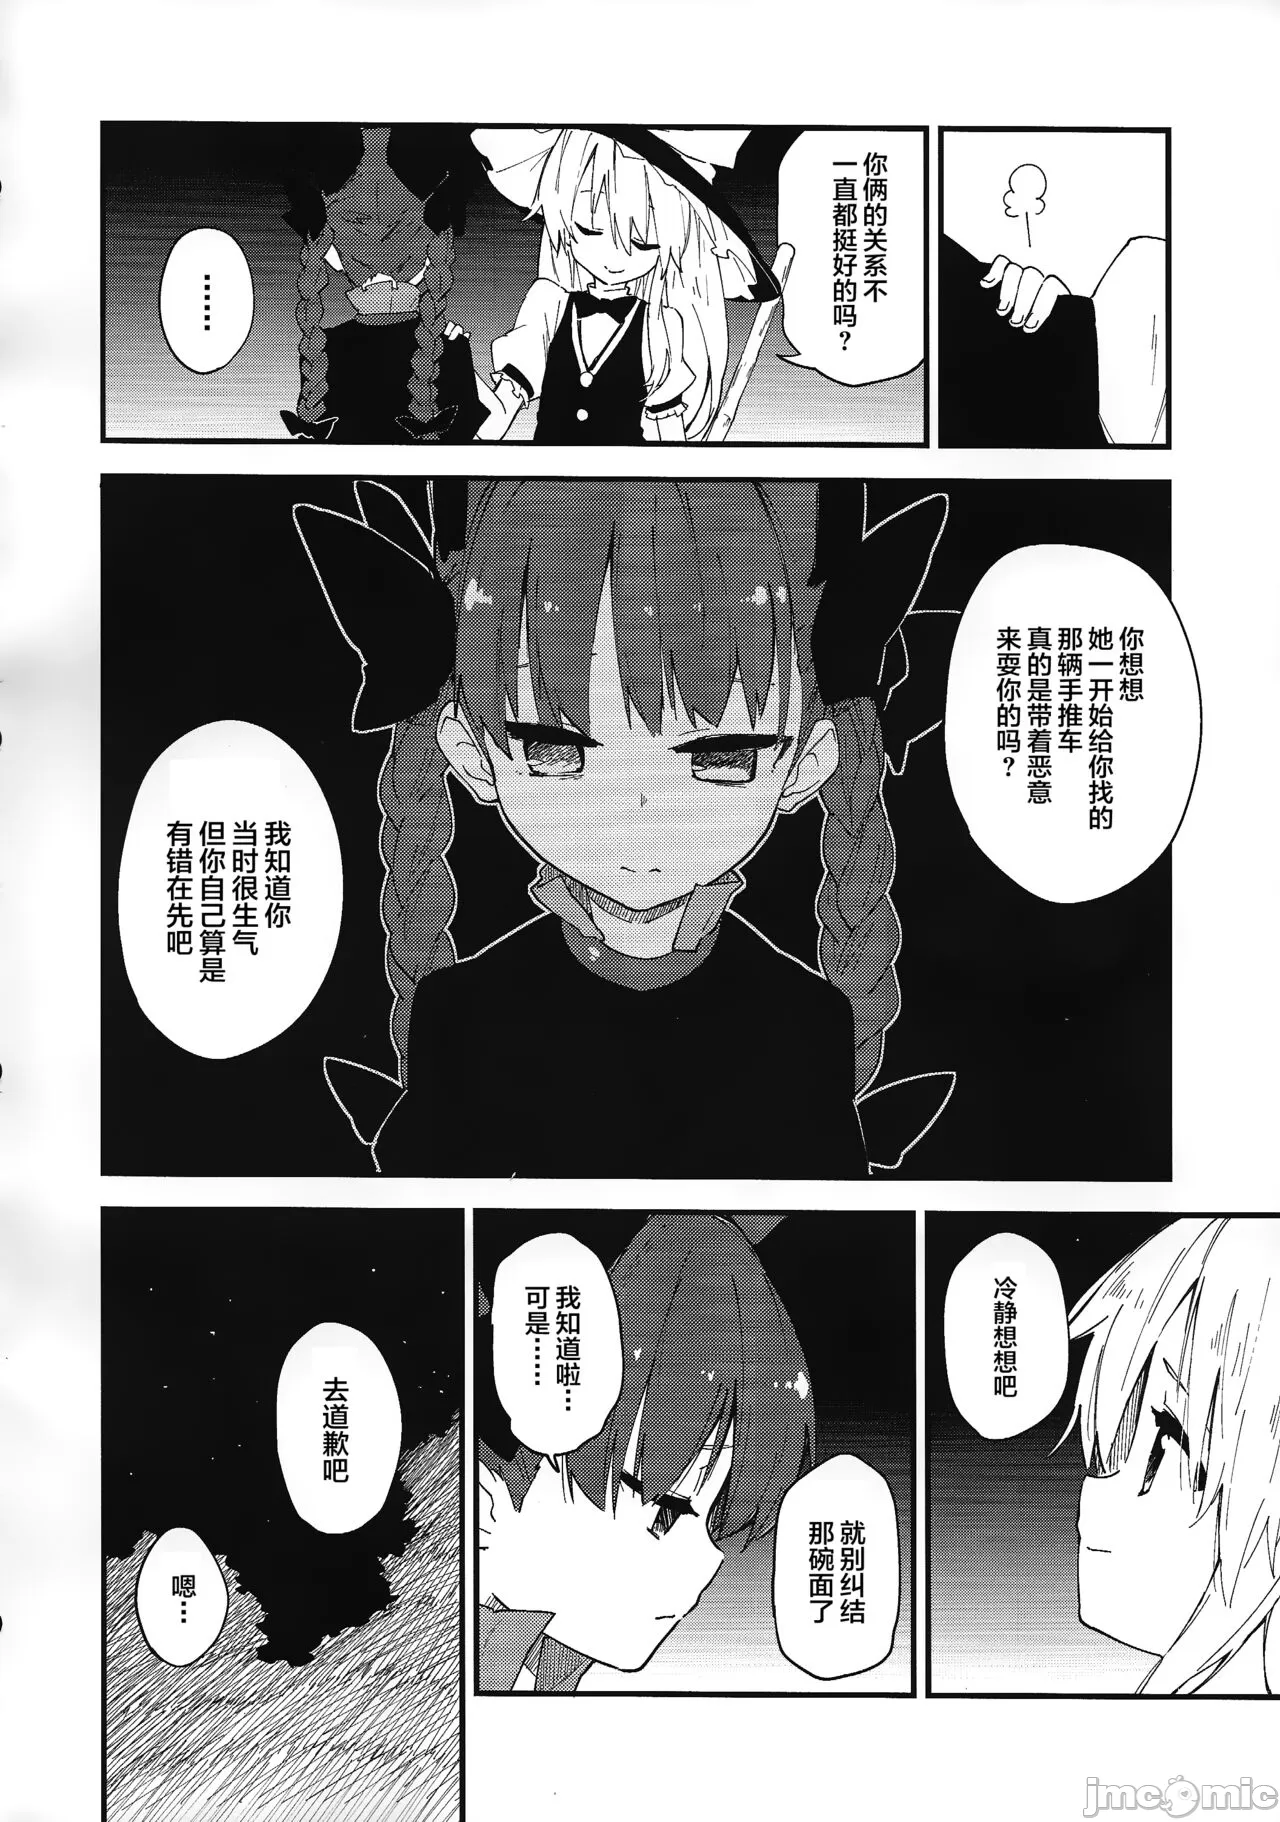 你俩的关系不
一直都挺好的吗？
……
你想想
她一开始给你找的
那辆手推车
真的是带着恶意
来耍你的吗？
我知道你
当时很生气
但你自己算是
有错在先吧
冷静想想吧
就别纠结
那碗面了
我知道啦…
可是……
去道歉吧
嗯…
jmcomic